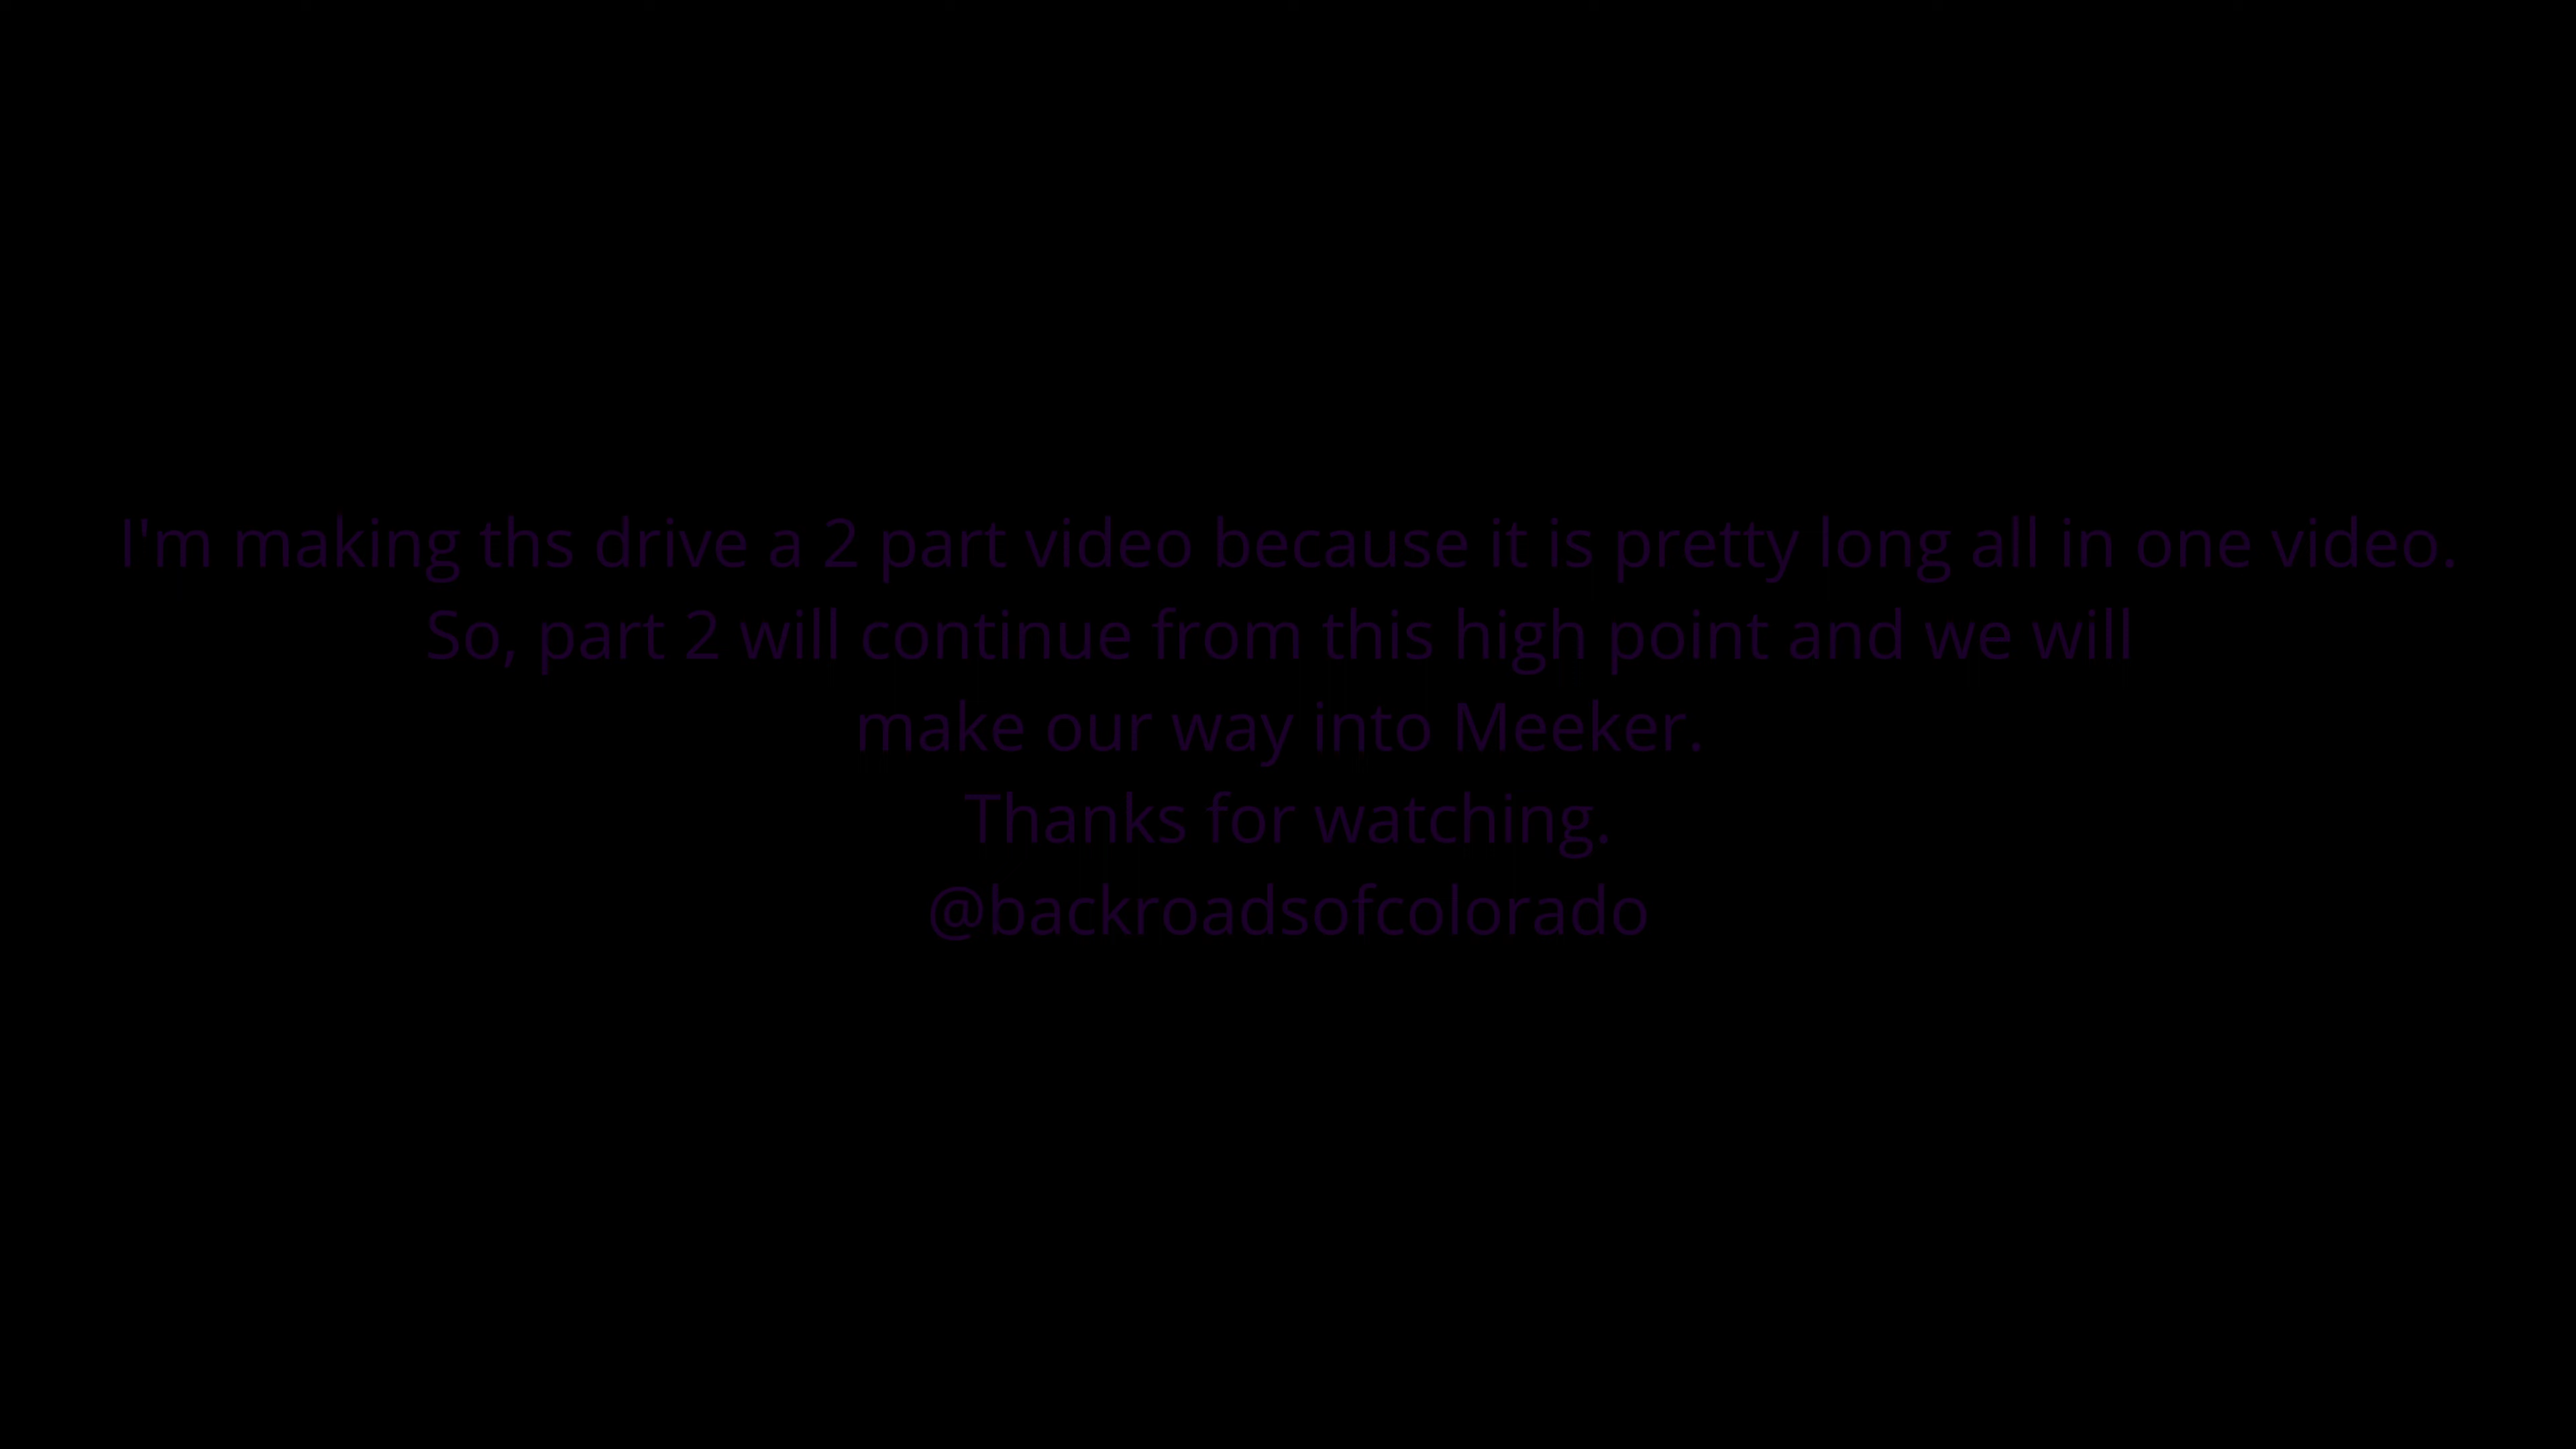 I'm making ths drive a 2 part video because it is pretty long all in one video.
So, part 2 will continue from this high point and we will
make our way into Meeker.
Thanks for watching.
@backroadsofcolorado